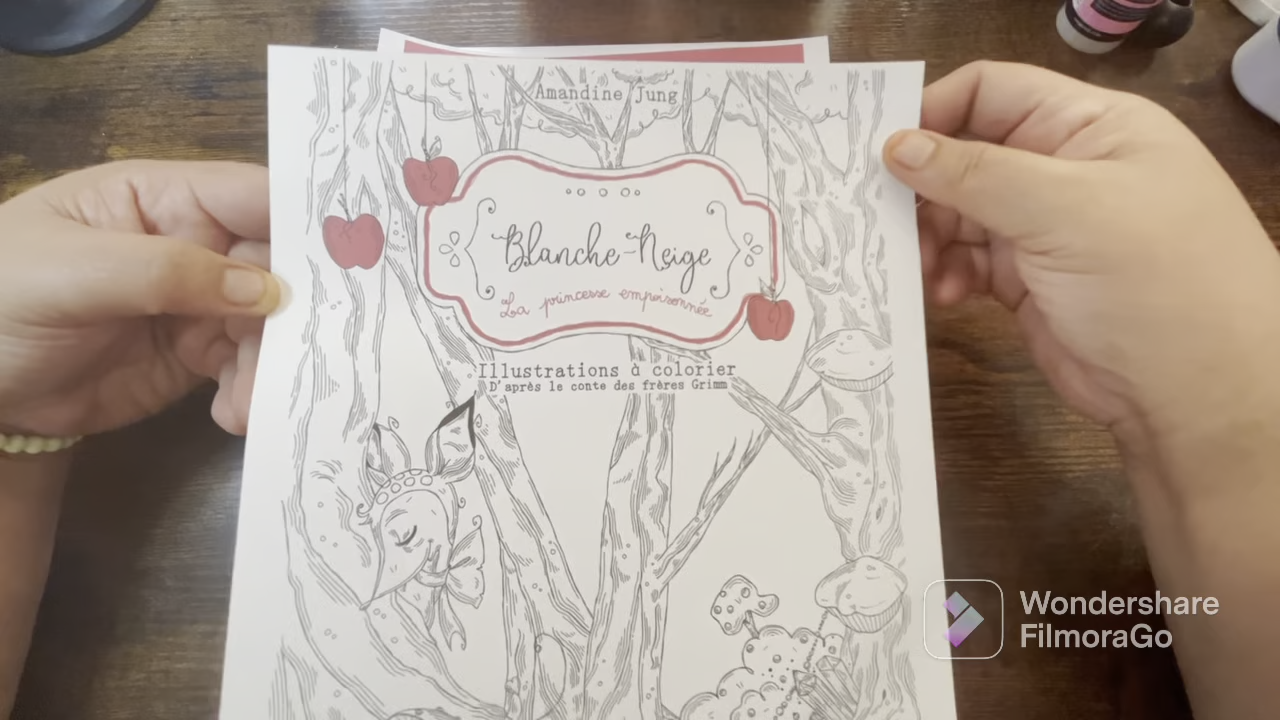 Amandine Jung
Blanche-Neige
La princesse empoisonnée
Illustrations à colorier
D'après le conte des frères Grimm
Wondershare
FilmoraGo